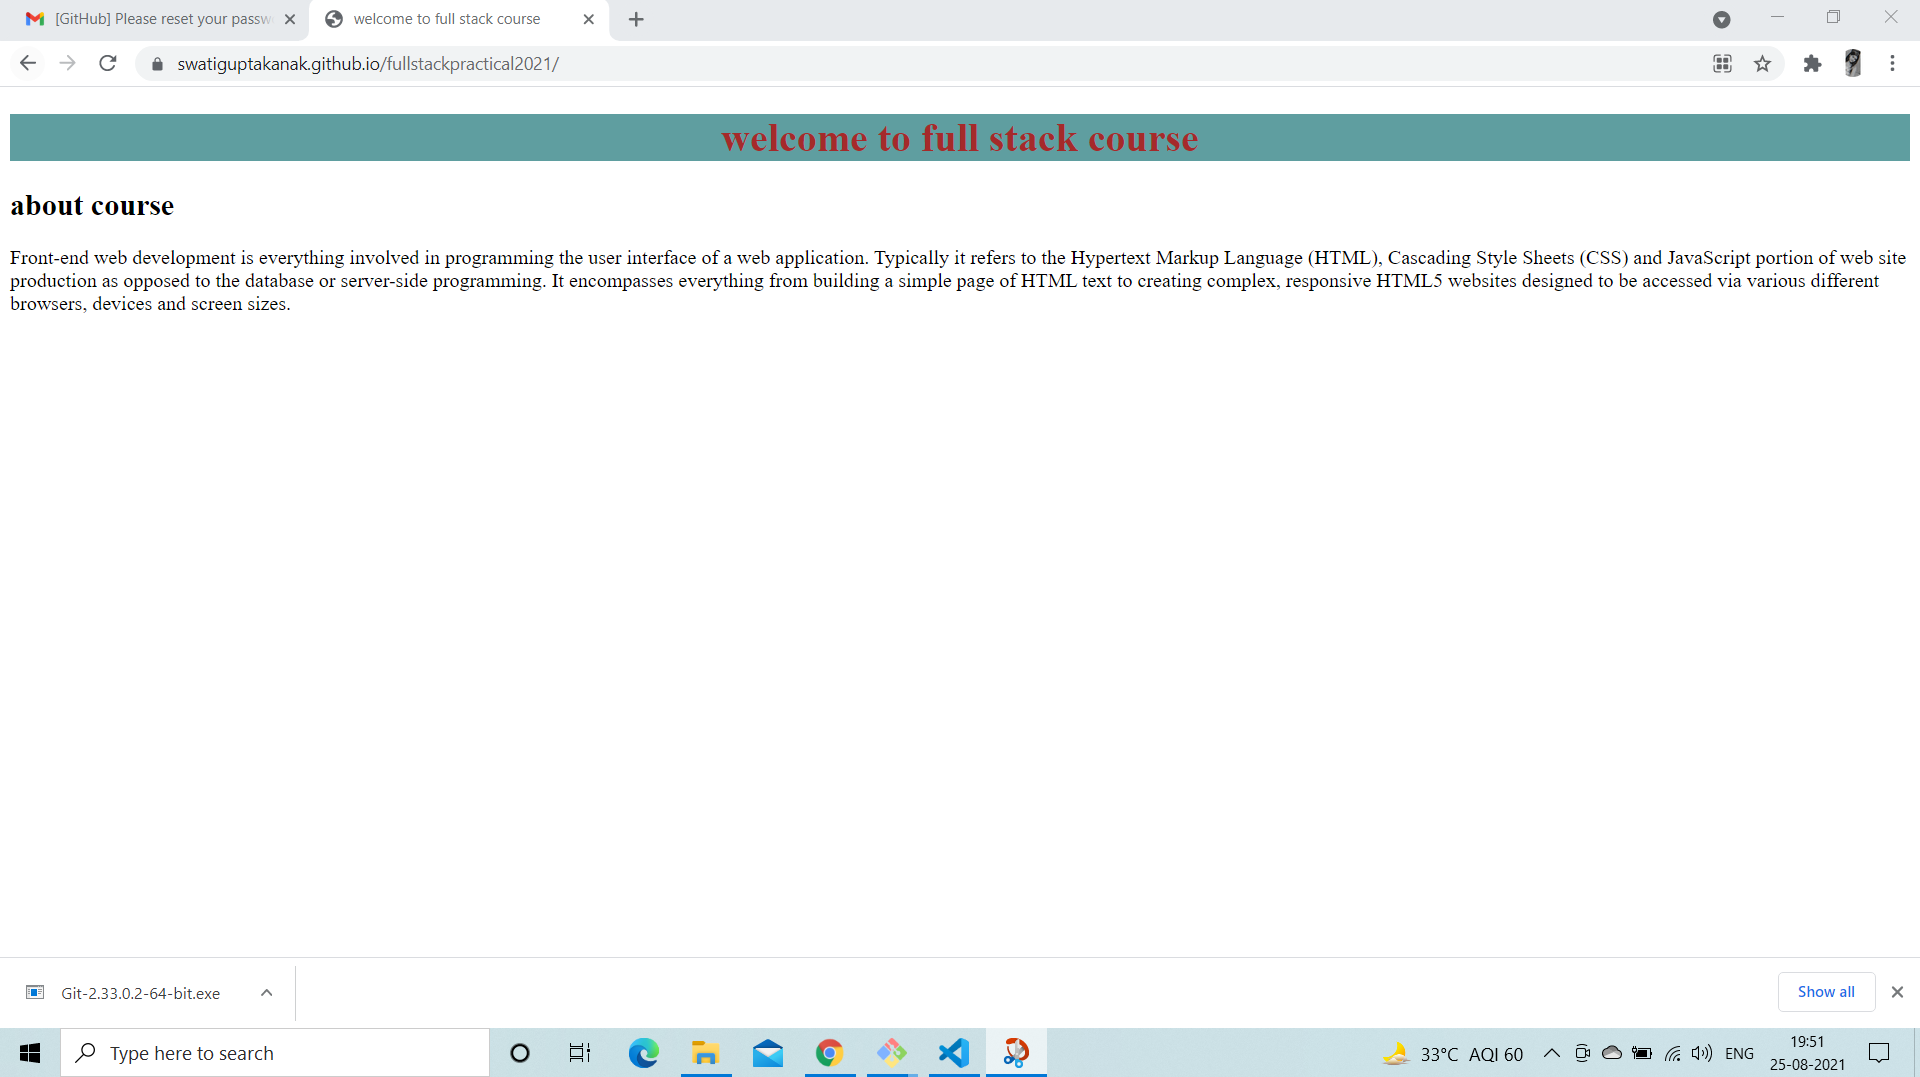 [GitHub] Please reset your passw
welcome to full stack course
swatiguptakanak.github.io/fullstackpractical2021/
welcome to full stack course
about course
Front-end web development is everything involved in programming the user interface of a web application. Typically it refers to the Hypertext Markup Language (HTML), Cascading Style Sheets (CSS) and JavaScript portion of web site
production as opposed to the database or server-side programming. It encompasses everything from building a simple page of HTML text to creating complex, responsive HTML5 websites designed to be accessed via various different
browsers, devices and screen sizes.
Git-2.33.0.2-64-bit.exe
Show all
Type here to search
33°C AQI 60
ENG
19:51
25-08-2021